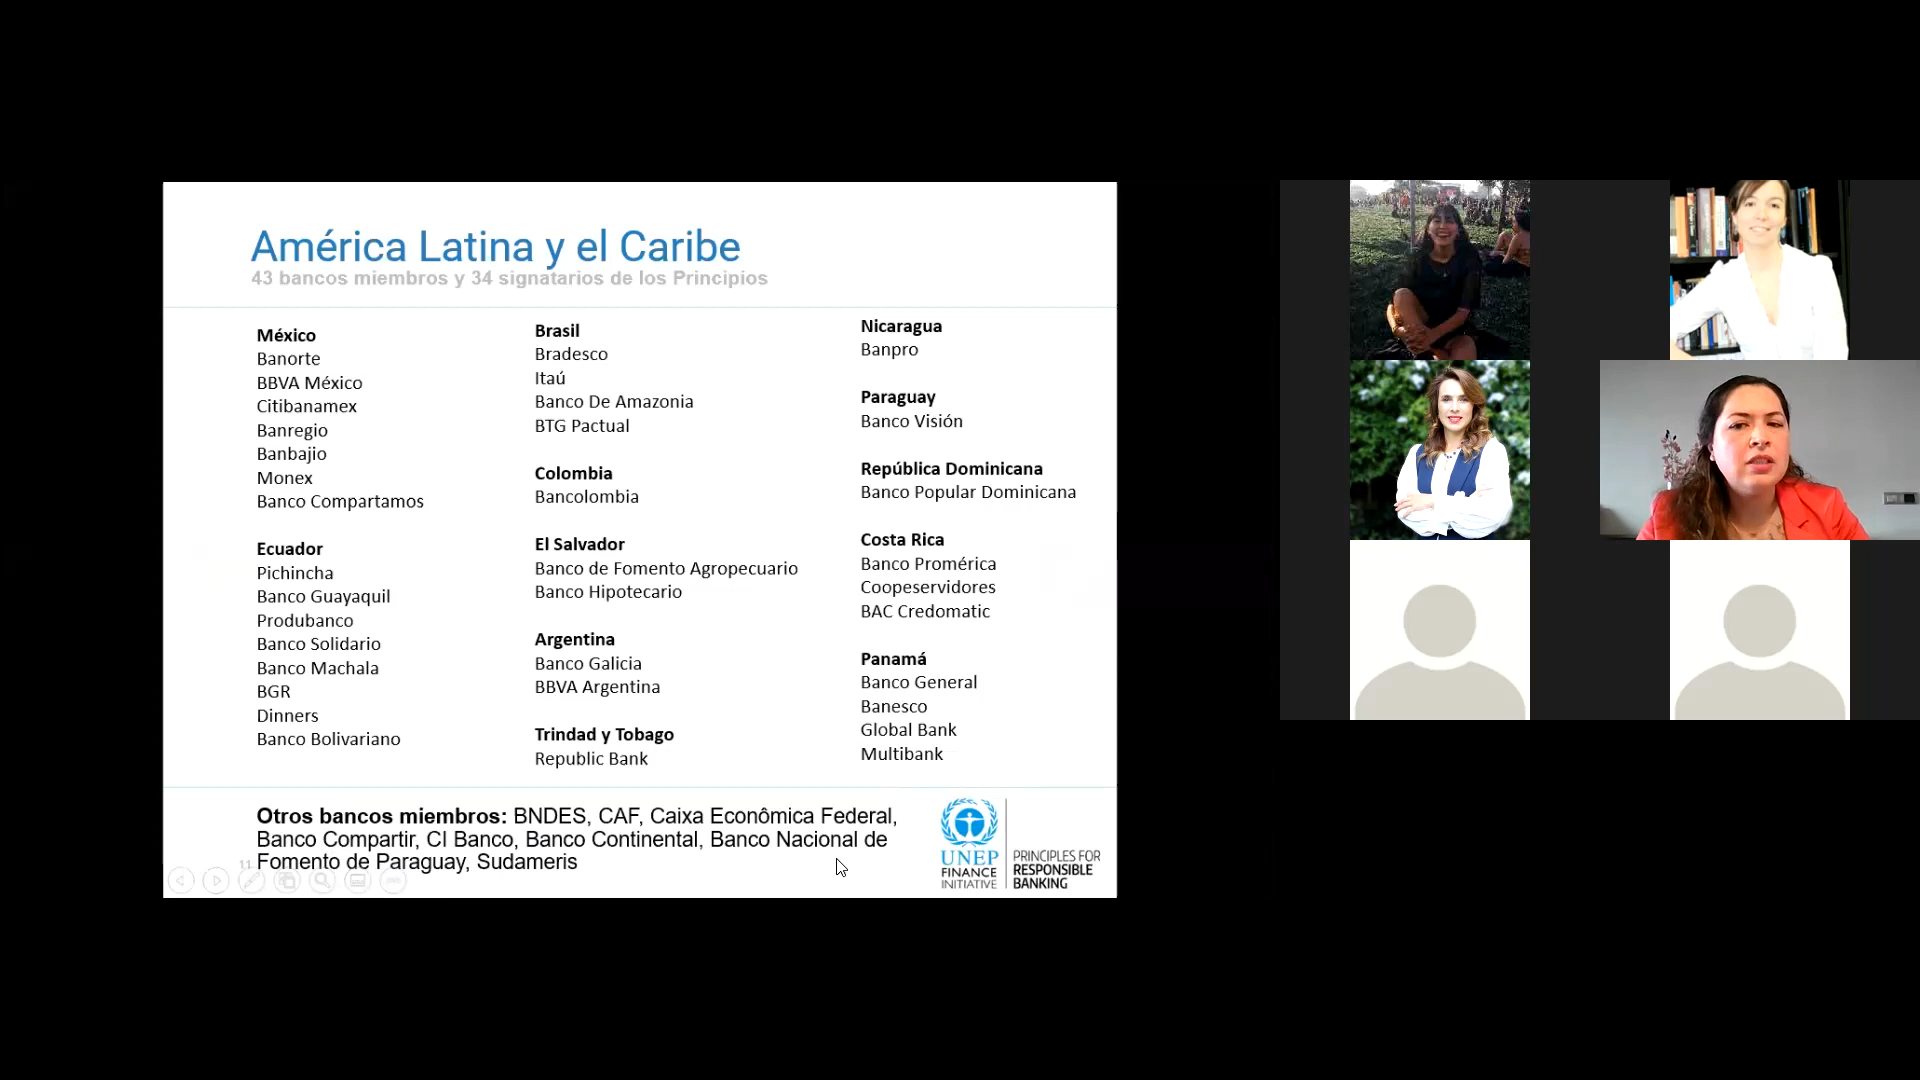 América Latina y el Caribe
43 bancos miembros y 34 signatarios de los Principios
México
Banorte
BBVA México
Citibanamex
Banregio
Banbajio
Monex
Banco Compartamos
Ecuador
Pichincha
Banco Guayaquil
Produbanco
Banco Solidario
Banco Machala
BGR
Dinners
Banco Bolivariano
Brasil
Bradesco
Itaú
Banco De Amazonia
BTG Pactual
Colombia
Bancolombia
El Salvador
Banco de Fomento Agropecuario
Banco Hipotecario
Argentina
Banco Galicia
BBVA Argentina
Trindad y Tobago
Republic Bank
Nicaragua
Banpro
Paraguay
Banco Visión
República Dominicana
Banco Popular Dominicana
Costa Rica
Banco Promérica
Coopeservidores
BAC Credomatic
Panamá
Banco General
Banesco
Global Bank
Multibank
Otros bancos miembros: BNDES, CAF, Caixa Econômica Federal,
Banco Compartir, CI Banco, Banco Continental, Banco Nacional de
Fomento de Paraguay, Sudameris
11
UNEP
FINANCE
INITIATIVE
PRINCIPLES FOR
RESPONSIBLE
BANKING